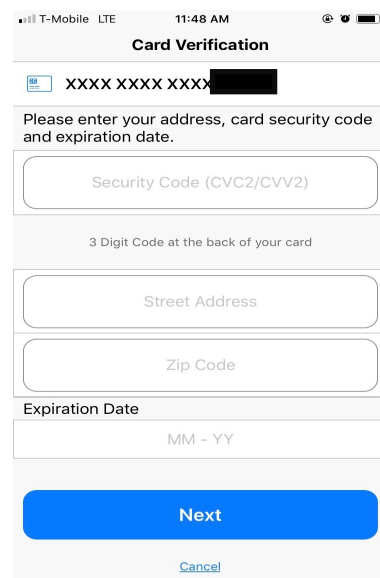 T-Mobile LTE 11:48 AM
Card Verification
XXXX XXXX XXXX
Please enter your address, card security code
and expiration date.
Security Code (CVC2/CVV2)
3 Digit Code at the back of your card
Street Address
Zip Code
Expiration Date
MM - YY
Next
Cancel